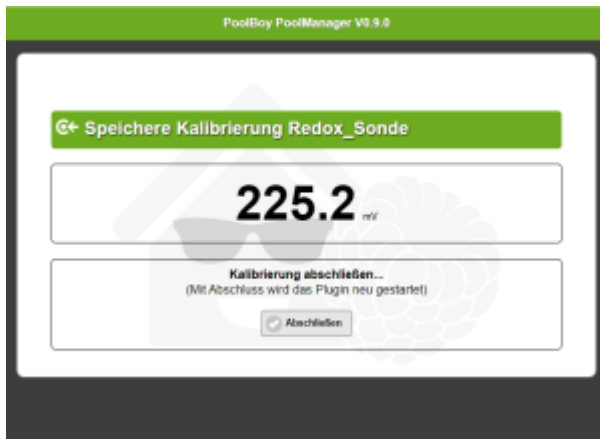 PoolBoy PoolManager V0.9.0
Speichere Kalibrierung Redox_Sonde
225.2 mV
Kalibrierung abschließen...
(Mit Abschluss wird das Plugin neu gestartet)
Abschließen